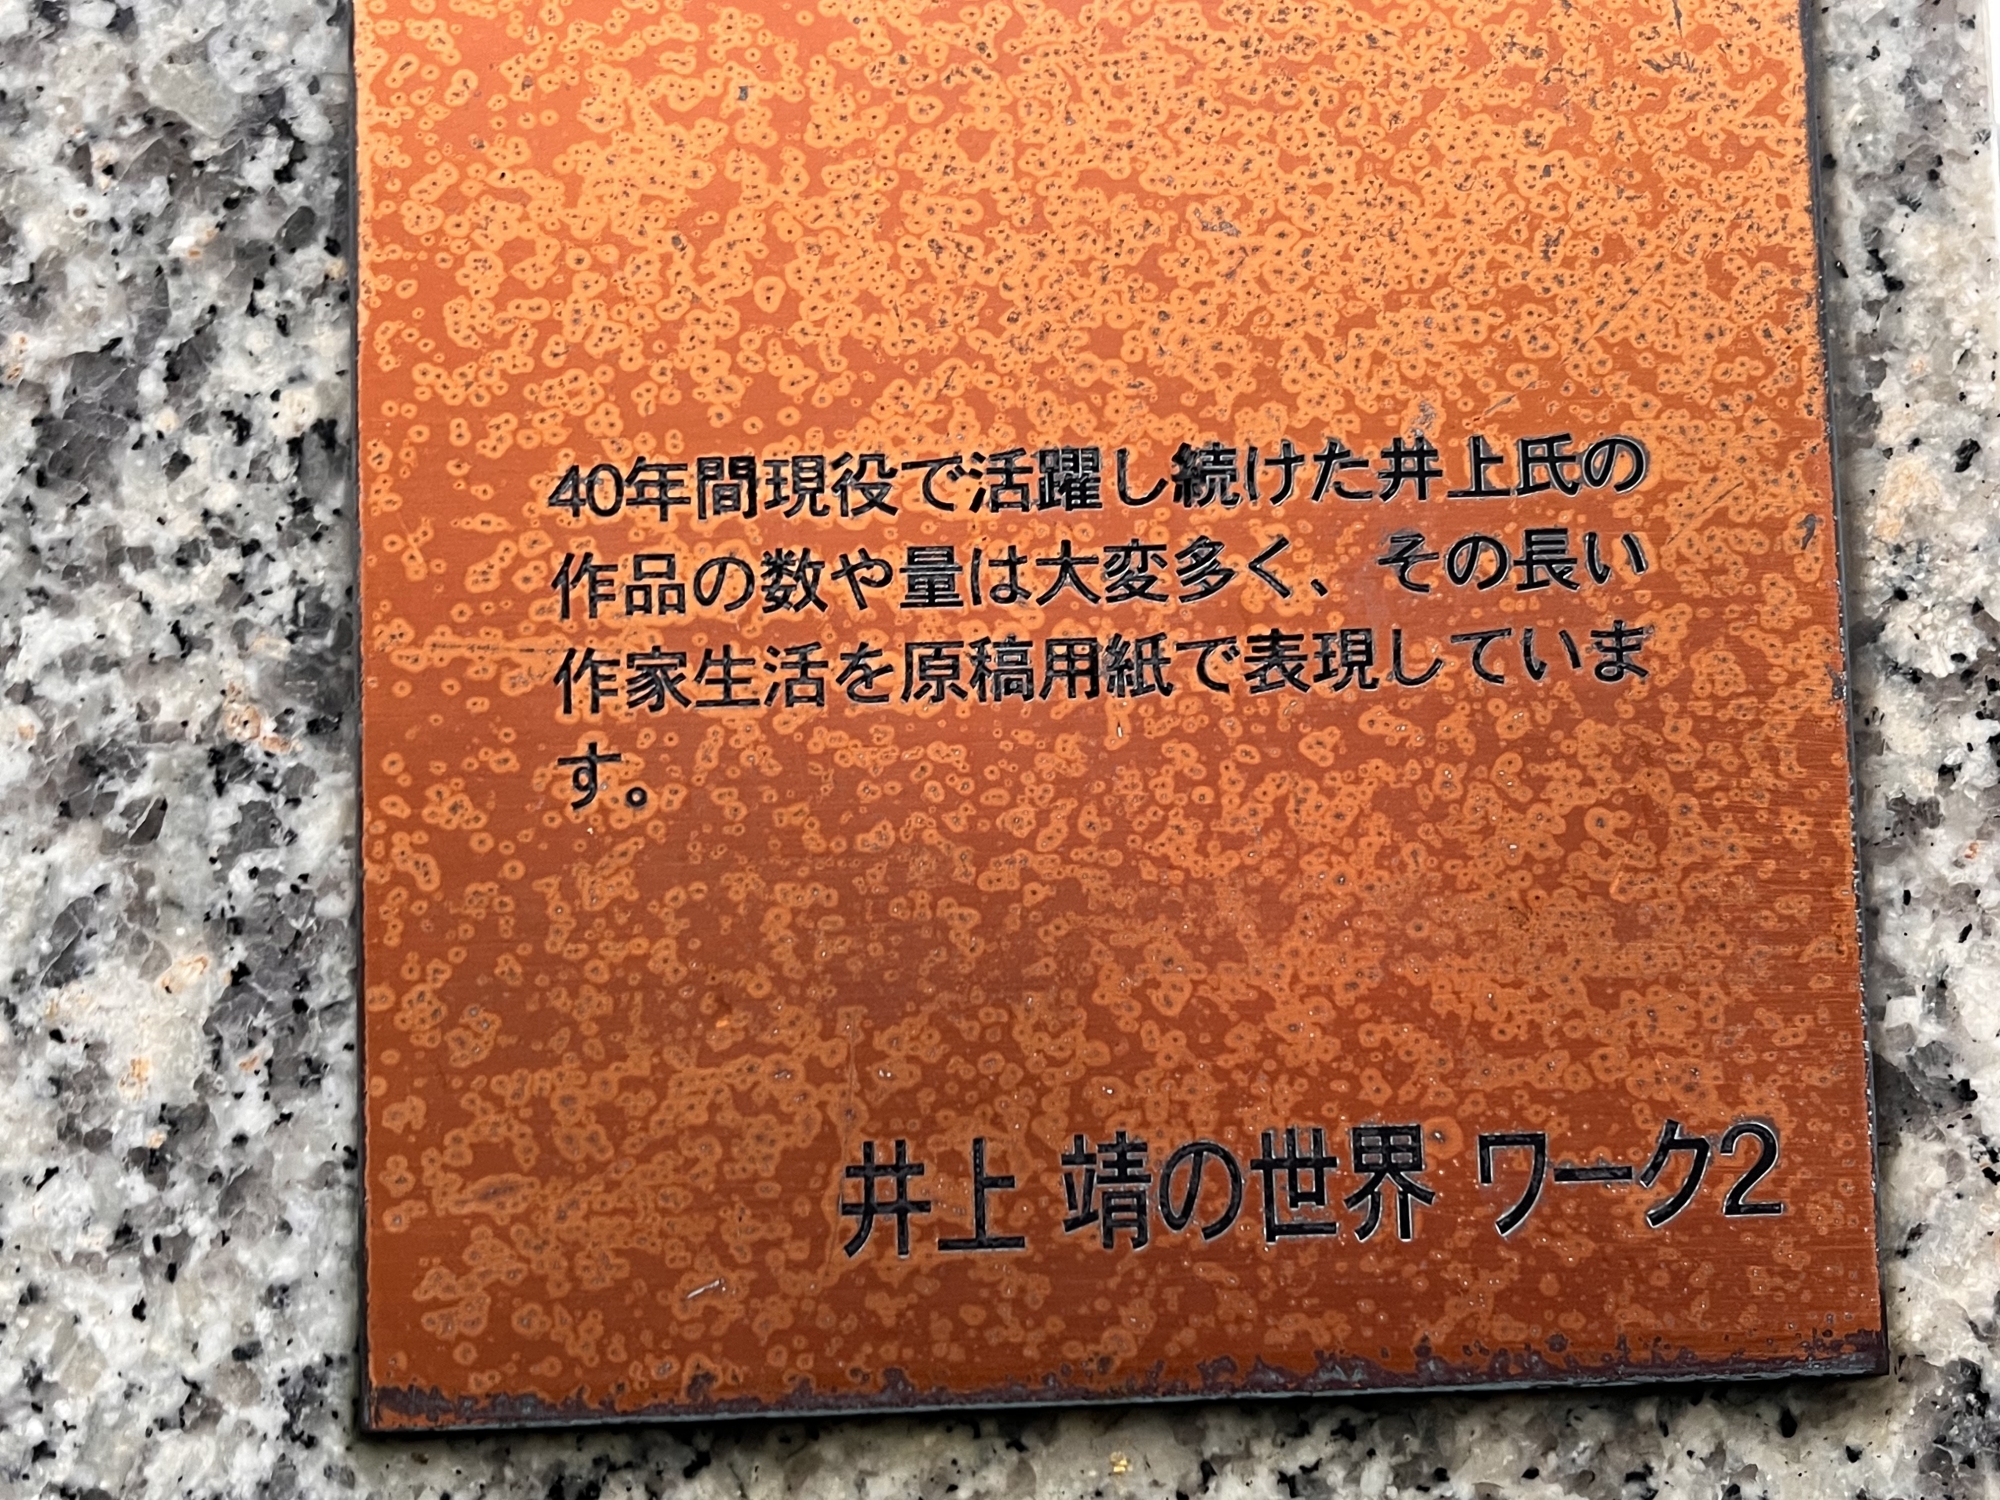 40年間現役で活躍し続けた井上氏の
作品の数や量は大変多く、その長い
作家生活を原稿用紙で表現していま
す。
井上 靖の世界 ワーク2